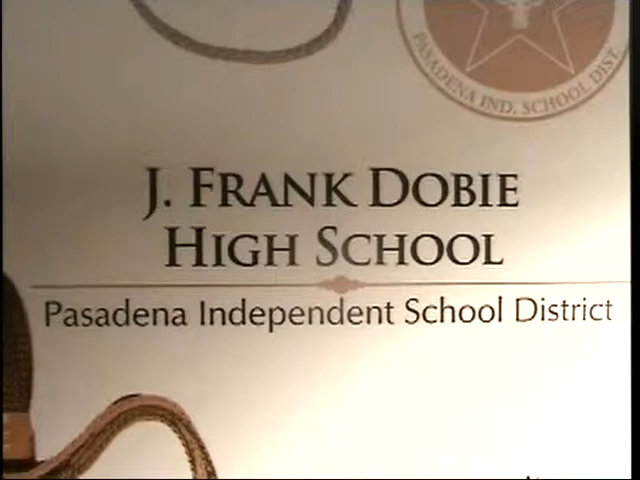 PASADENA IND. SCHOOL DIST.
J. FRANK DOBIE
HIGH SCHOOL
Pasadena Independent School District